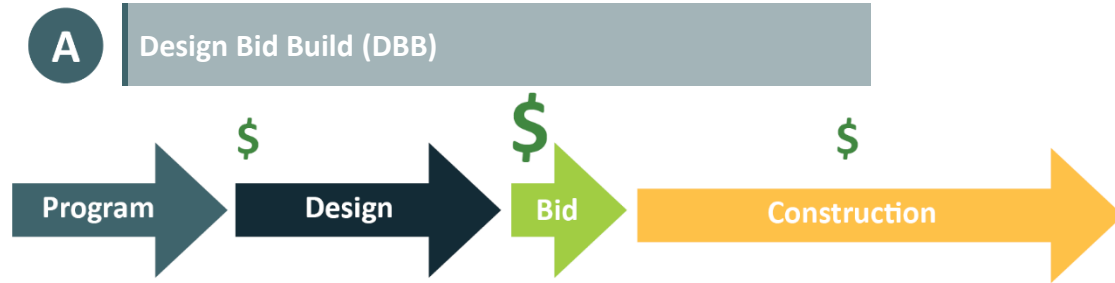 A
Design Bid Build (DBB)
$ $ $
Program Design Bid Construction